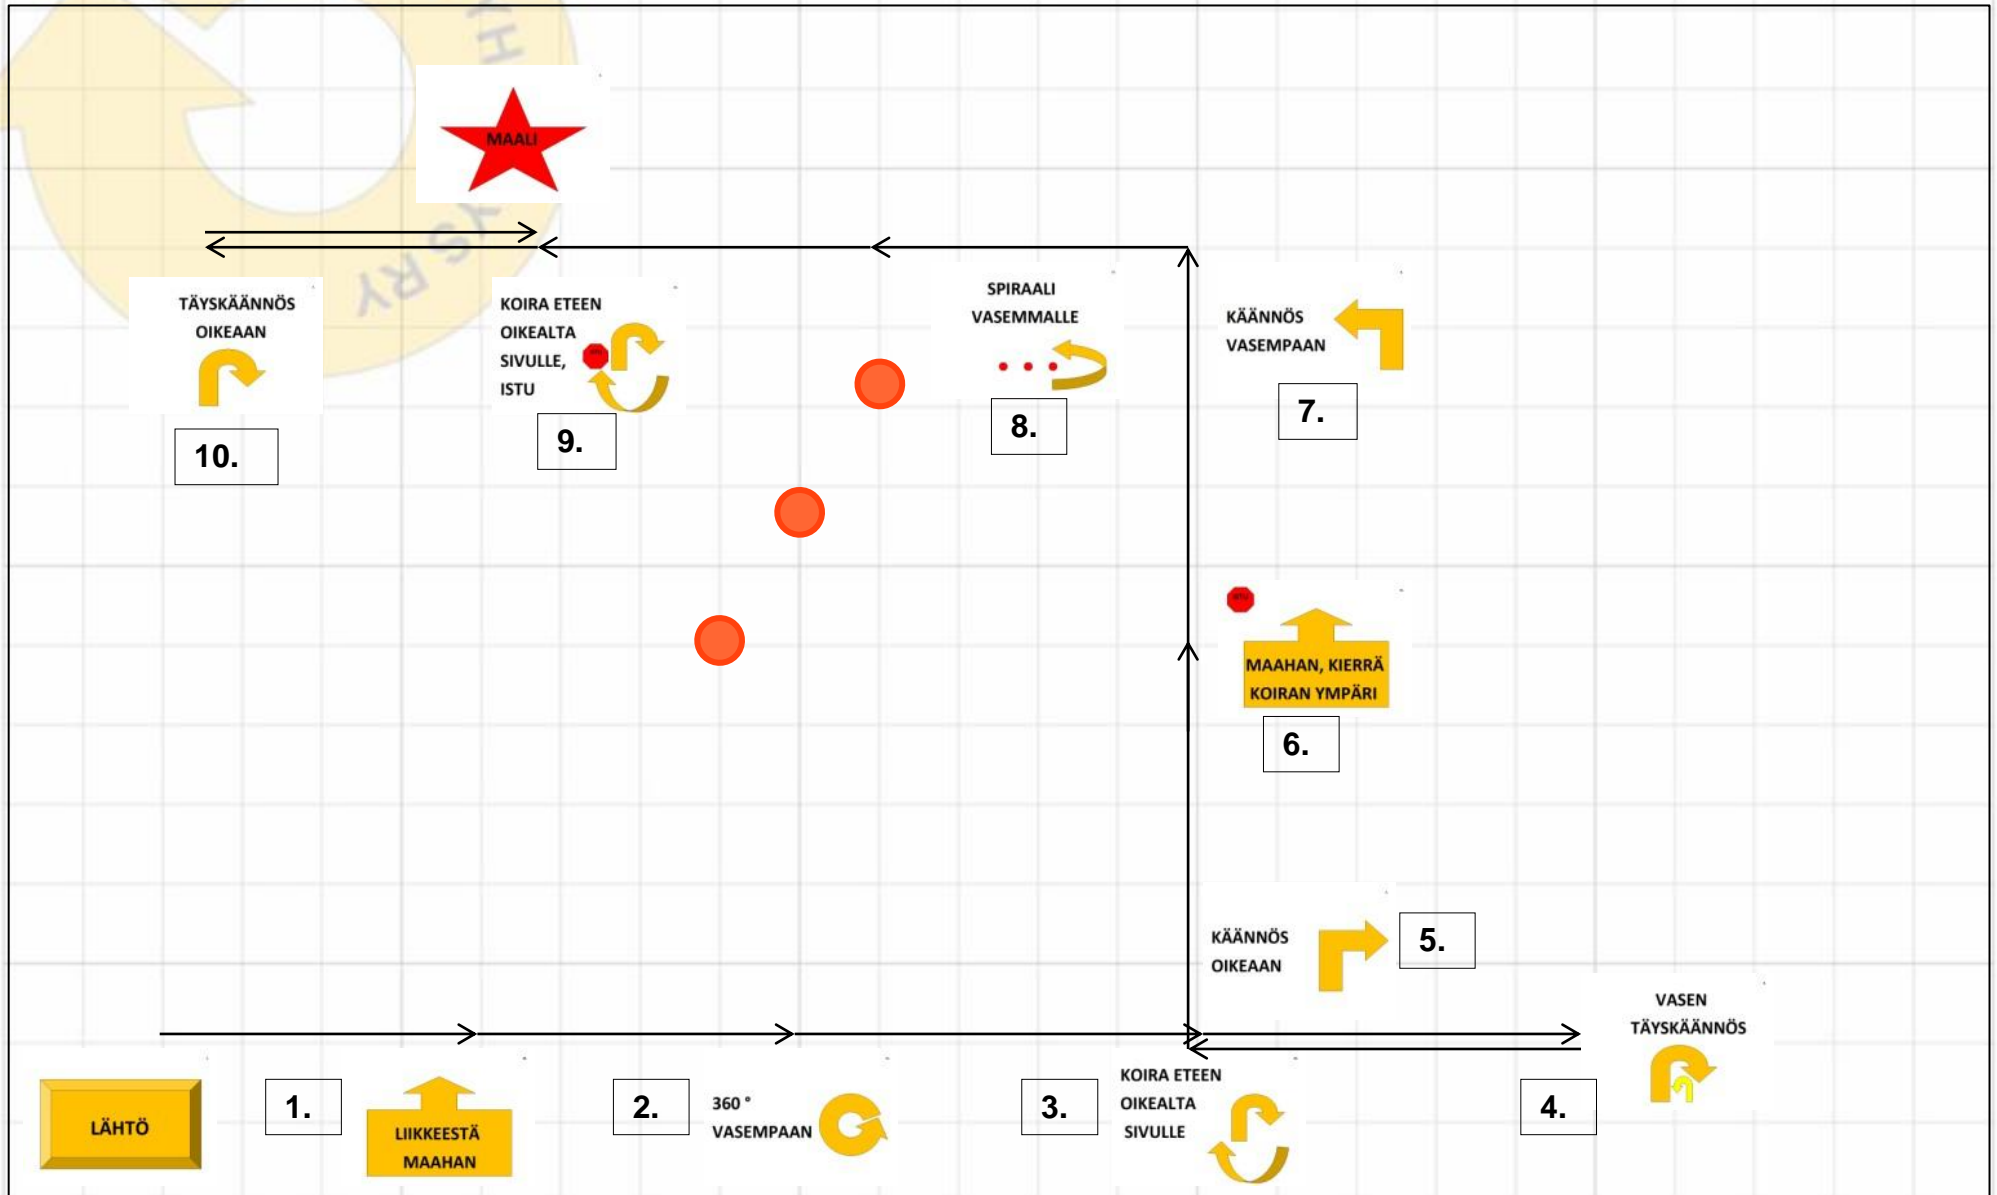 MAALI
TÄYSKÄÄNNÖS
OIKEAAN
10.
KOIRA ETEEN
OIKEALTA
SIVULLE,
ISTU
9.
SPIRAALI
VASEMMALLE
8.
KÄÄNNÖS
VASEMPAAN
7.
MAAHAN, KIERRÄ
KOIRAN YMPÄRI
6.
KÄÄNNÖS
OIKEAAN
5.
VASEN
TÄYSKÄÄNNÖS
4.
KOIRA ETEEN
OIKEALTA
SIVULLE
3.
360 °
VASEMPAAN
2.
LIIKKEESTÄ
MAAHAN
1.
LÄHTÖ